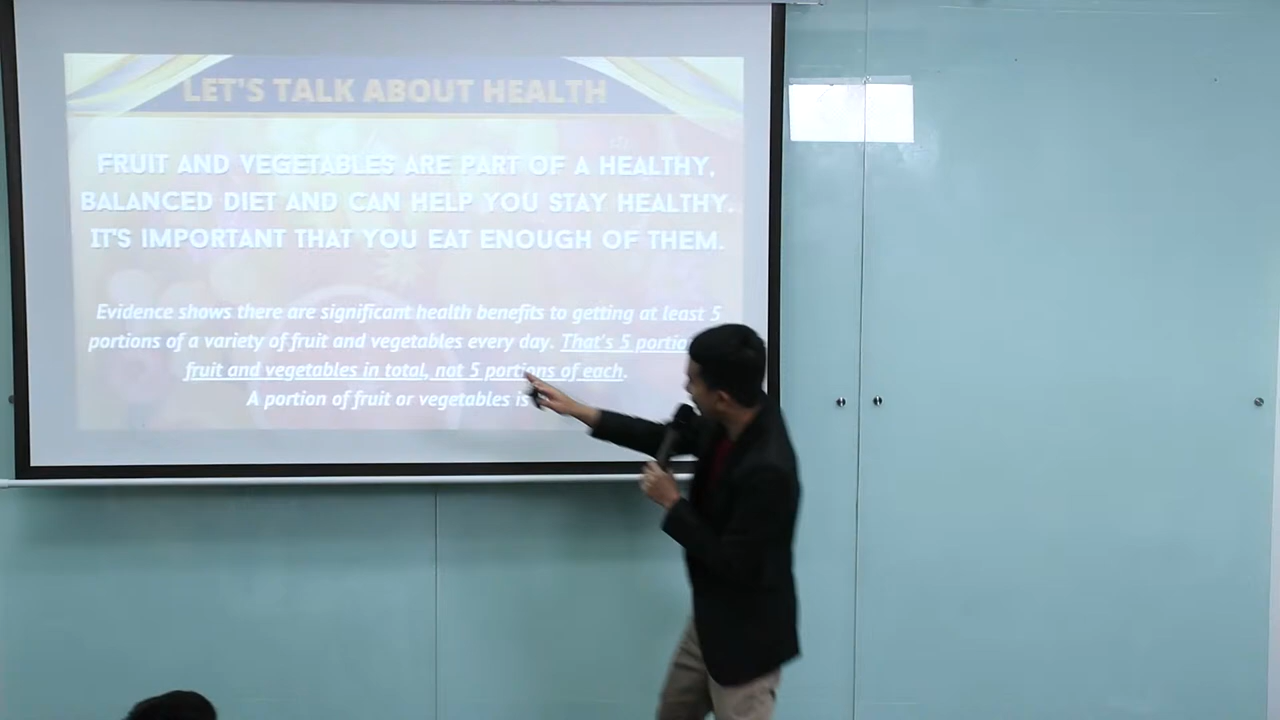 LET'S TALK ABOUT HEALTH
FRUIT AND VEGETABLES ARE PART OF A HEALTHY,
BALANCED DIET AND CAN HELP YOU STAY HEALTHY.
IT'S IMPORTANT THAT YOU EAT ENOUGH OF THEM.
Evidence shows there are significant health benefits to getting at least 5
portions of a variety of fruit and vegetables every day. That's 5 portio
fruit and vegetables in total, not 5 portions of each.
A portion of fruit or vegetables is